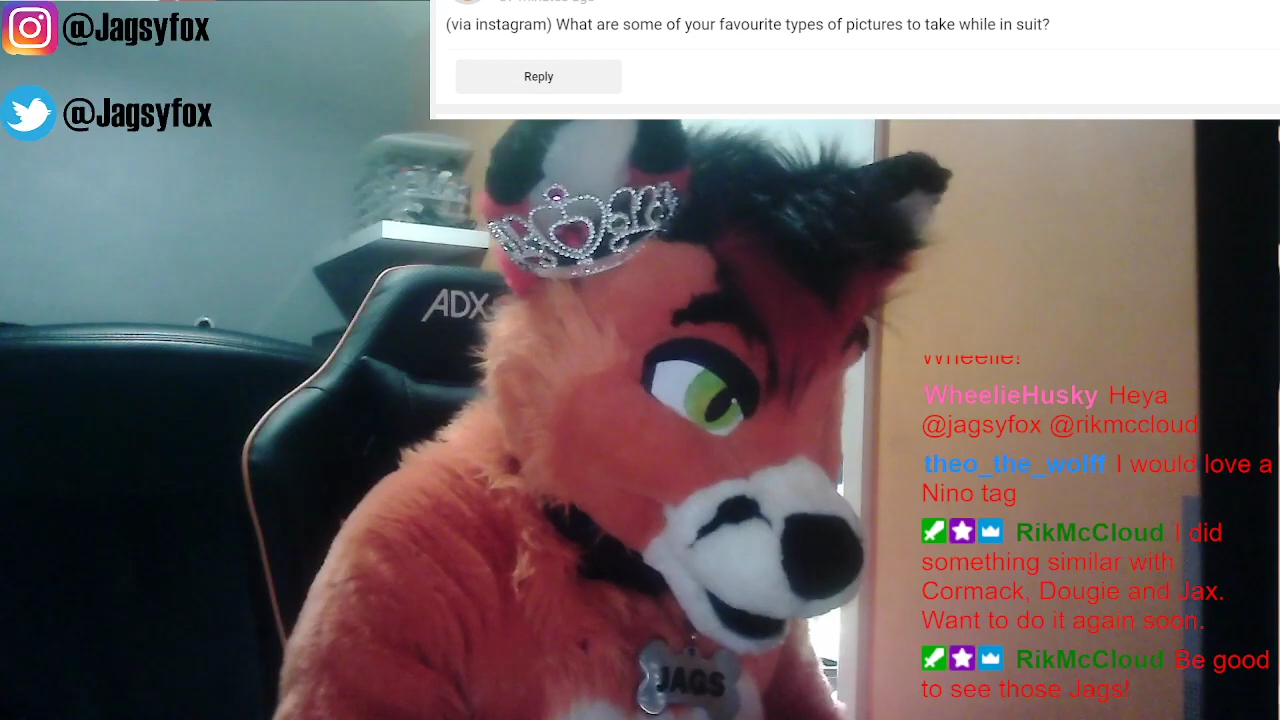 @Jagsyfox
(via instagram) What are some of your favourite types of pictures to take while in suit?
Reply
@Jagsyfox
ADX
Wheelie!
WheelieHusky Heya
@jagsyfox @rikmccloud
theo_the_wolff I would love a
Nino tag
RikMcCloud I did
something similar with
Cormack, Dougie and Jax.
Want to do it again soon.
RikMcCloud Be good
to see those Jags!
JAGS